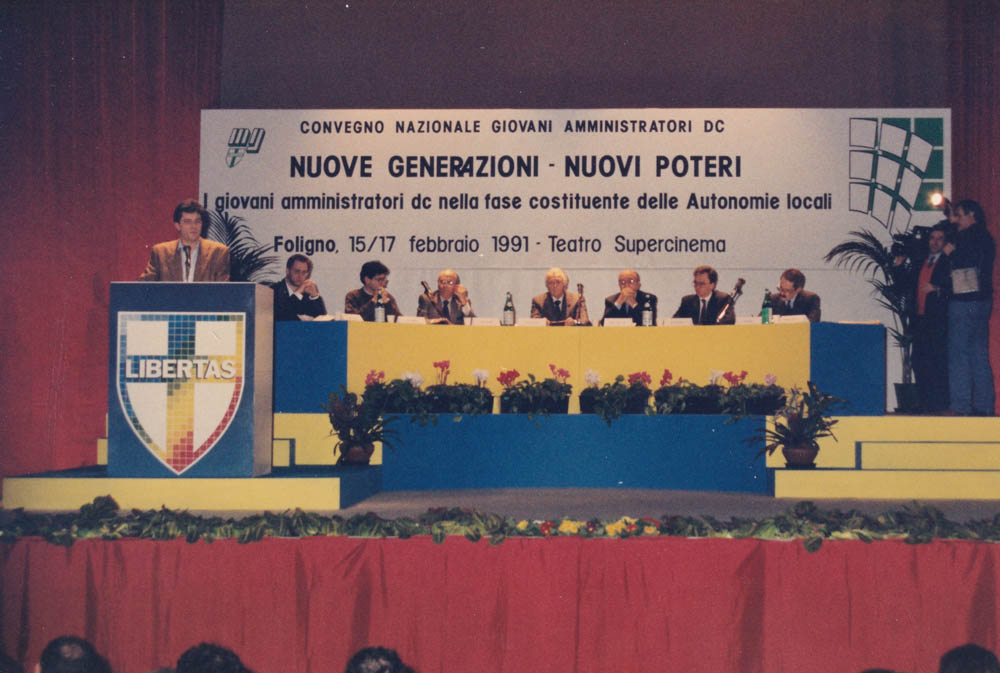 CONVEGNO NAZIONALE GIOVANI AMMINISTRATORI DC
NUOVE GENERAZIONI - NUOVI POTERI
I giovani amministratori dc nella fase costituente delle Autonomie locali
Foligno, 15/17 febbraio 1991 - Teatro Supercinema
LIBERTAS